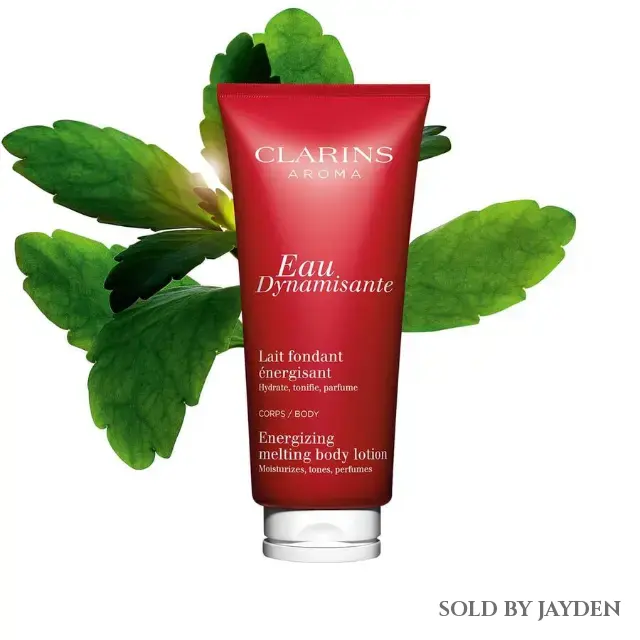 CLARINS
AROMA
Eau
Dynamisante
Lait fondant
énergisant
Hydrate, tonifie, parfume
CORPS / BODY
Energizing
melting body lotion
Moisturizes, tones, perfumes
SOLD BY JAYDEN